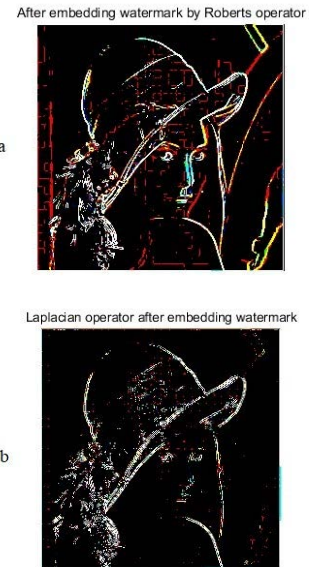 After embedding watermark by Roberts operator
a
Laplacian operator after embedding watermark
b